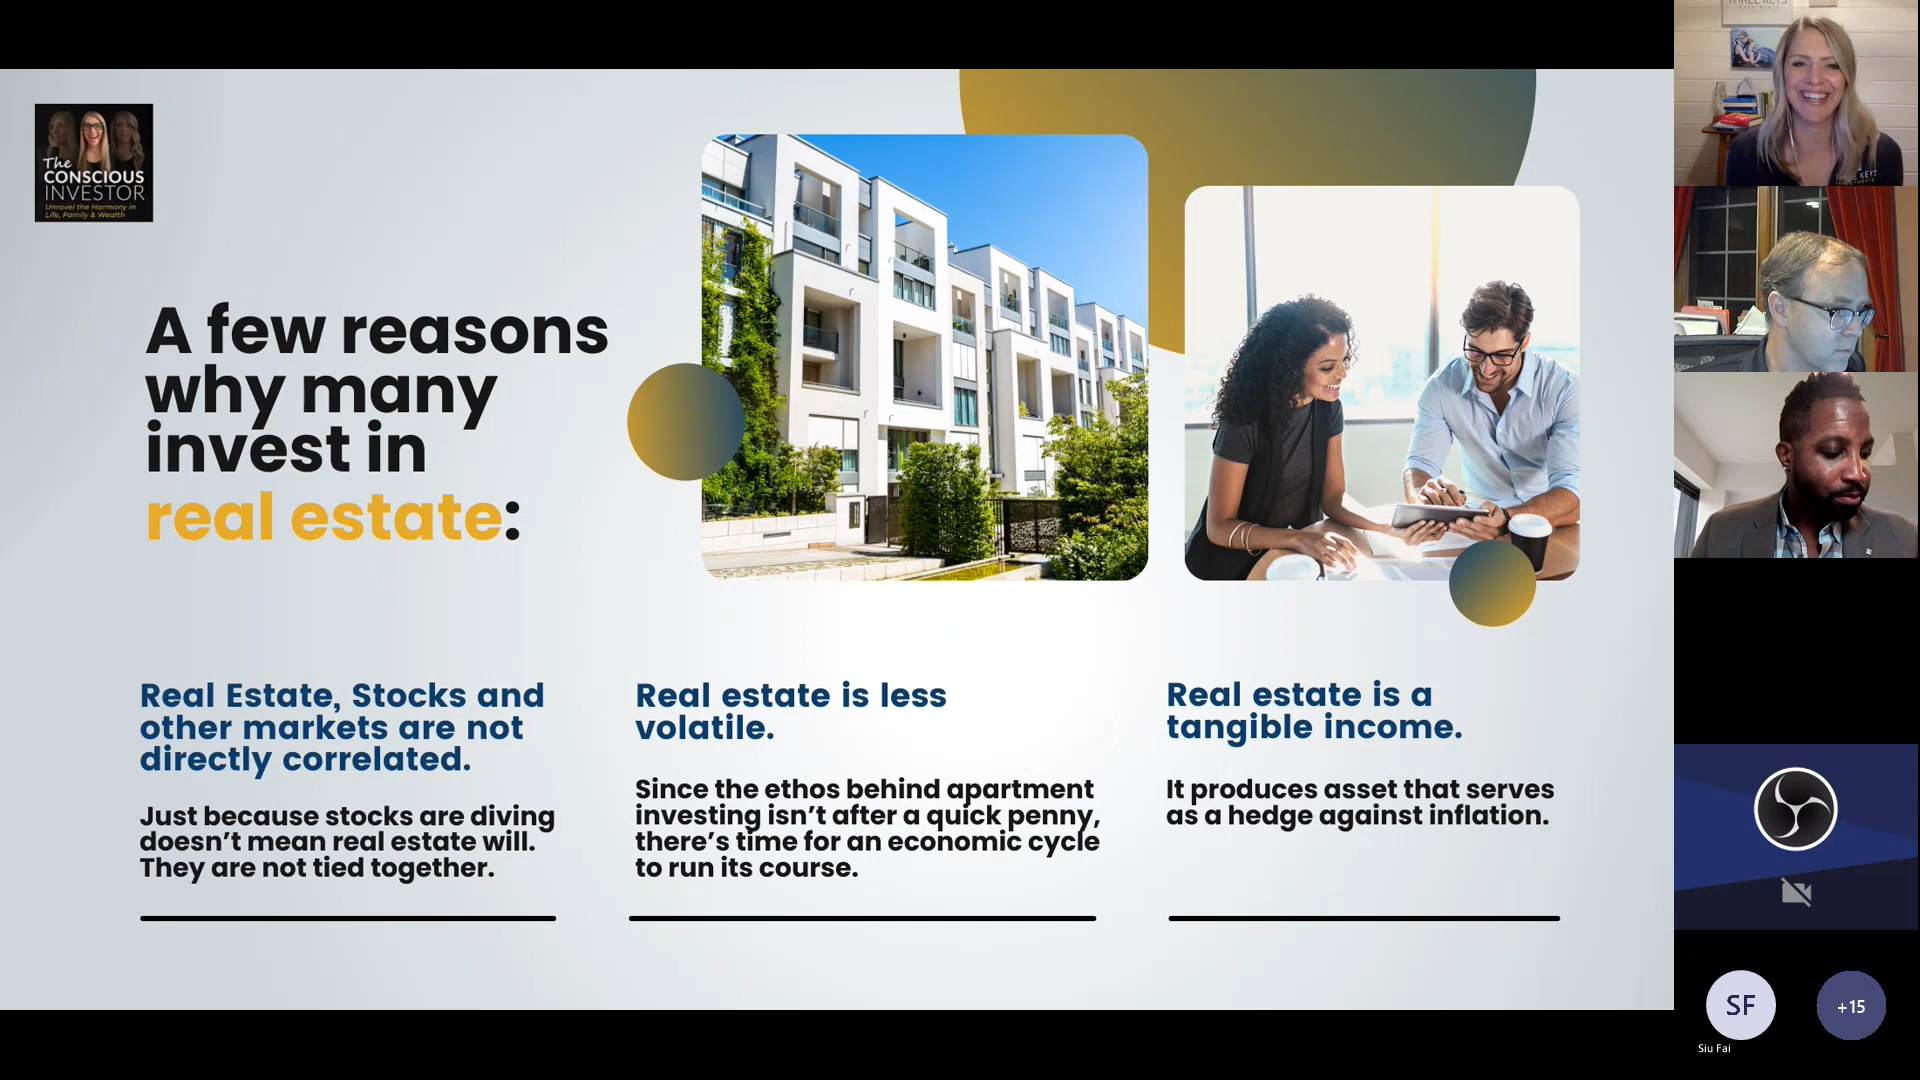 The
CONSCIOUS
INVESTOR
Unravel the Harmony in
Life, Family & Wealth
A few reasons
why many
invest in
real estate:
Real Estate, Stocks and
other markets are not
directly correlated.
Just because stocks are diving
doesn’t mean real estate will.
They are not tied together.
Real estate is less
volatile.
Since the ethos behind apartment
investing isn’t after a quick penny,
there’s time for an economic cycle
to run its course.
Real estate is a
tangible income.
It produces asset that serves
as a hedge against inflation.
KEYS
SF
Siu Fai
+15